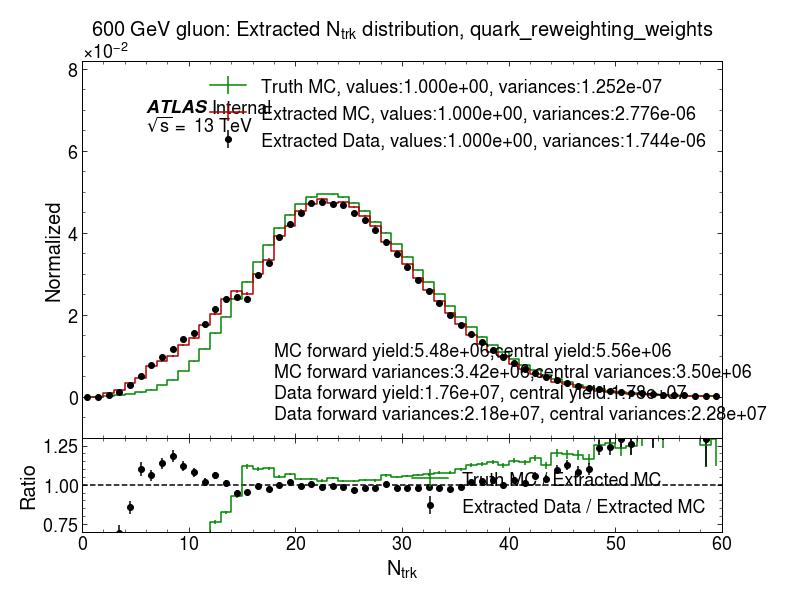 600 GeV gluon: Extracted Ntrk distribution, quark_reweighting_weights
×10−2
Truth MC, values:1.000e+00, variances:1.252e-07
ATLAS Internal
Extracted MC, values:1.000e+00, variances:2.776e-06
√s = 13 TeV
Extracted Data, values:1.000e+00, variances:1.744e-06
8
6
4
2
0
Normalized
MC forward yield:5.48e+06,central yield:5.56e+06
MC forward variances:3.42e+06,central variances:3.50e+06
Data forward yield:1.76e+07, central yield:1.78e+07
Data forward variances:2.18e+07, central variances:2.28e+07
1.25
1.00
0.75
Ratio
Truth MC / Extracted MC
Extracted Data / Extracted MC
0 10 20 30 40 50 60
Ntrk